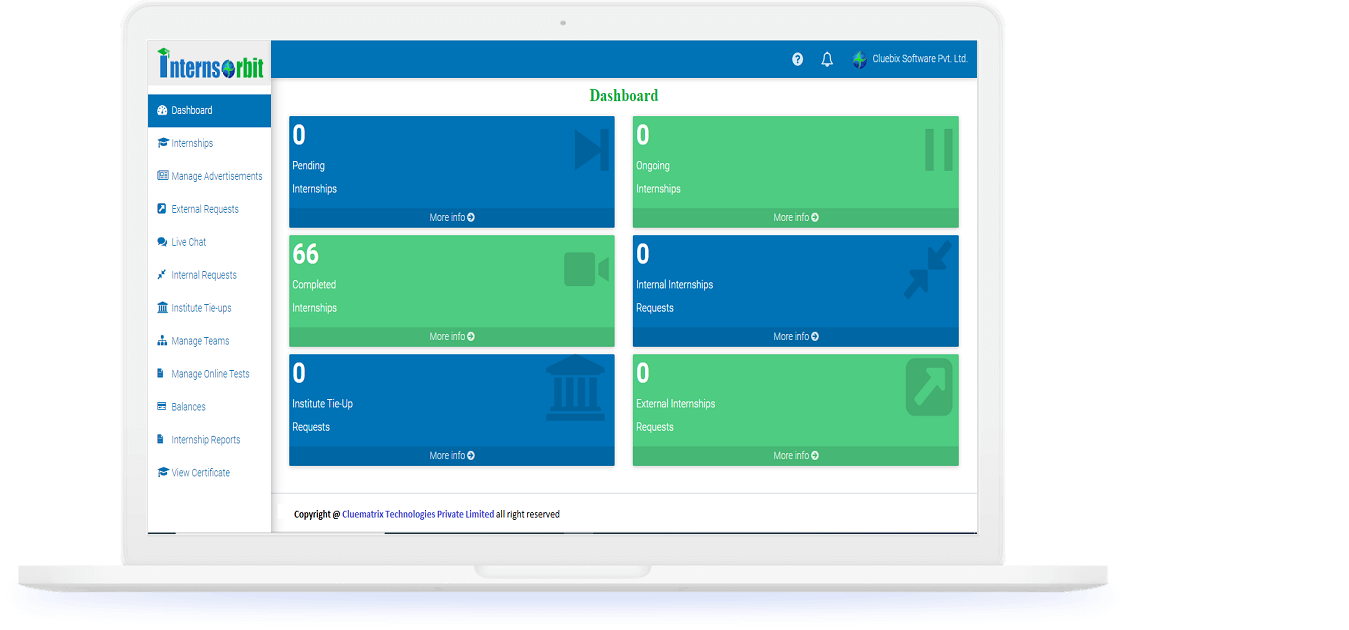 InternsOrbit
Cluebix Software Pvt. Ltd.
Dashboard
Internships
Manage Advertisements
External Requests
Live Chat
Internal Requests
Institute Tie-ups
Manage Teams
Manage Online Tests
Balances
Internship Reports
View Certificate
Dashboard
0
Pending
Internships
More info
0
Ongoing
Internships
More info
66
Completed
Internships
More info
0
Internal Internships
Requests
More info
0
Institute Tie-Up
Requests
More info
0
External Internships
Requests
More info
Copyright @ Cluematrix Technologies Private Limited all right reserved